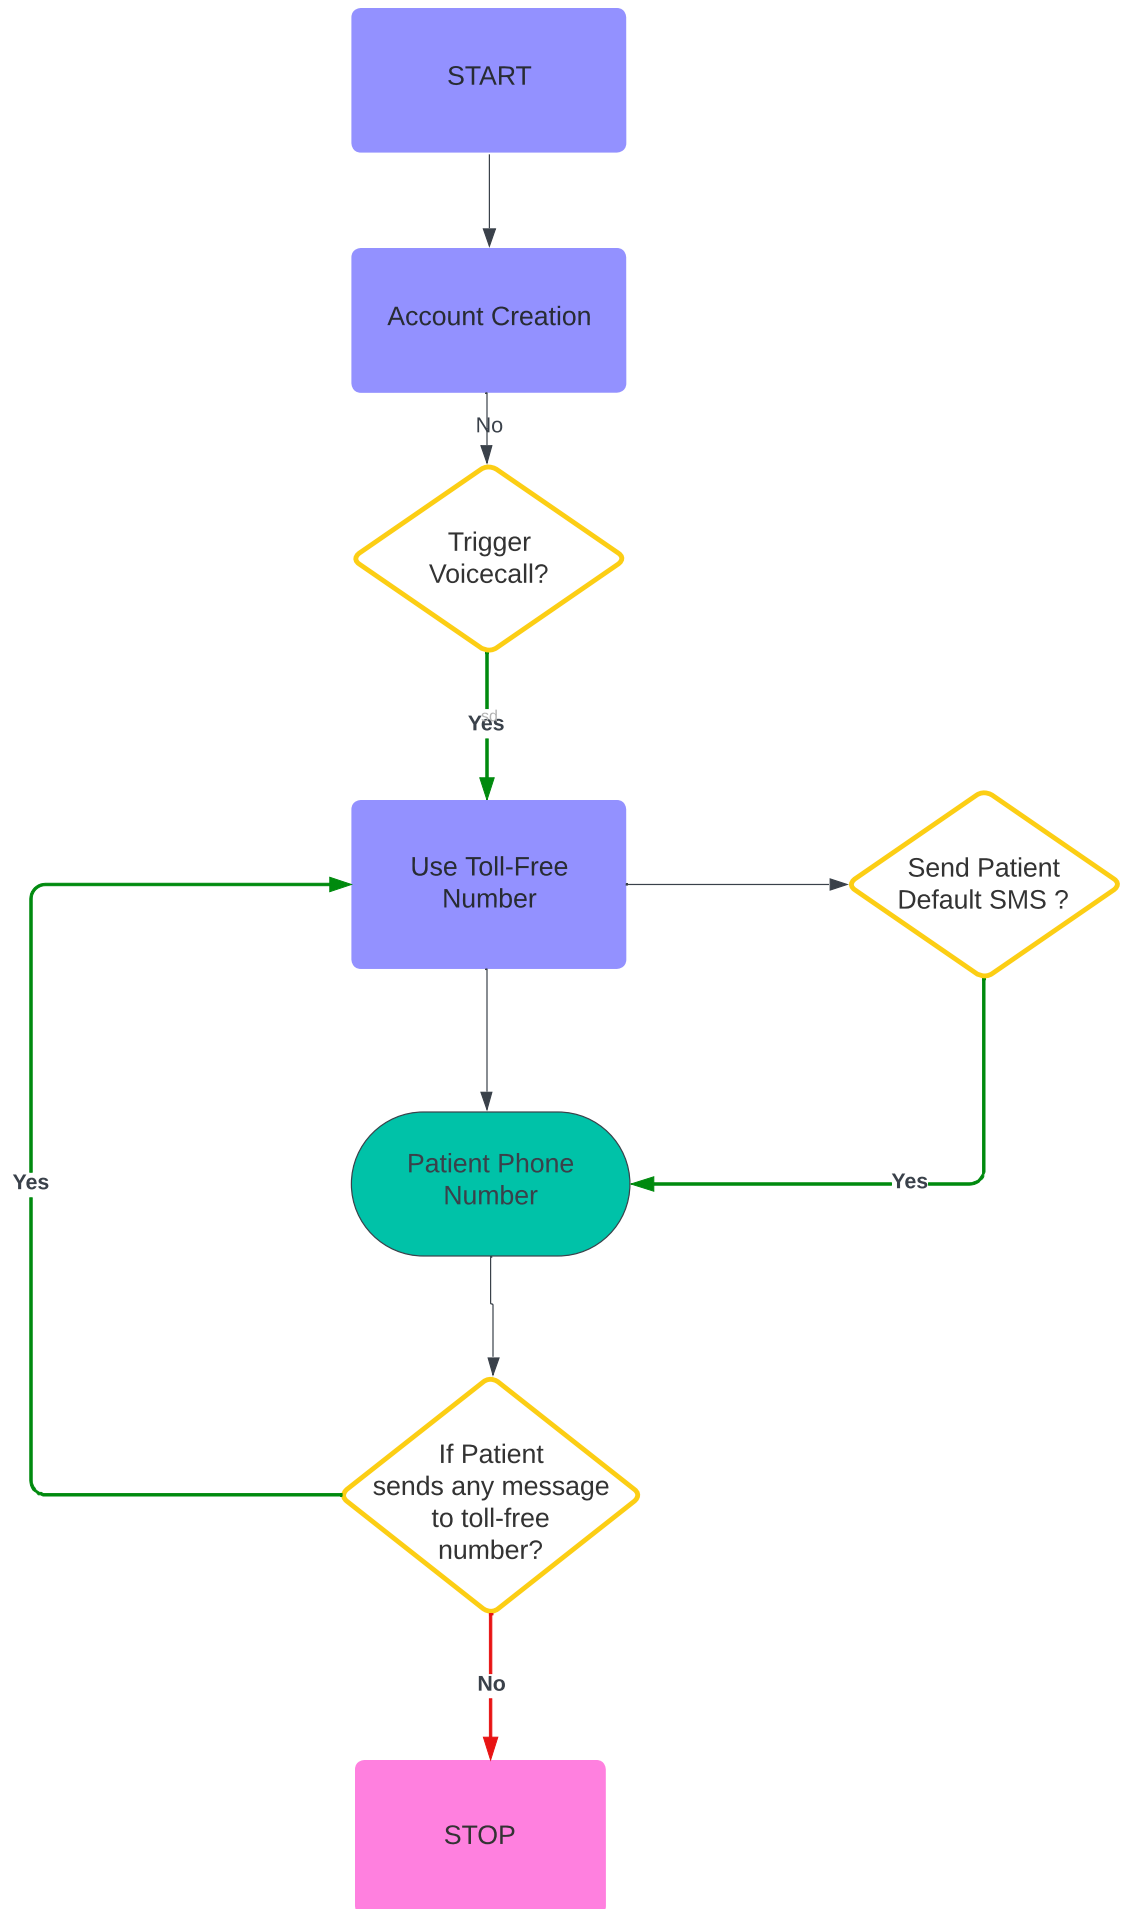 START
Account Creation
No
Trigger
Voicecall?
sd
Yes
Use Toll-Free
Number
Send Patient
Default SMS ?
Patient Phone
Number
Yes
Yes
If Patient
sends any message
to toll-free
number?
No
STOP